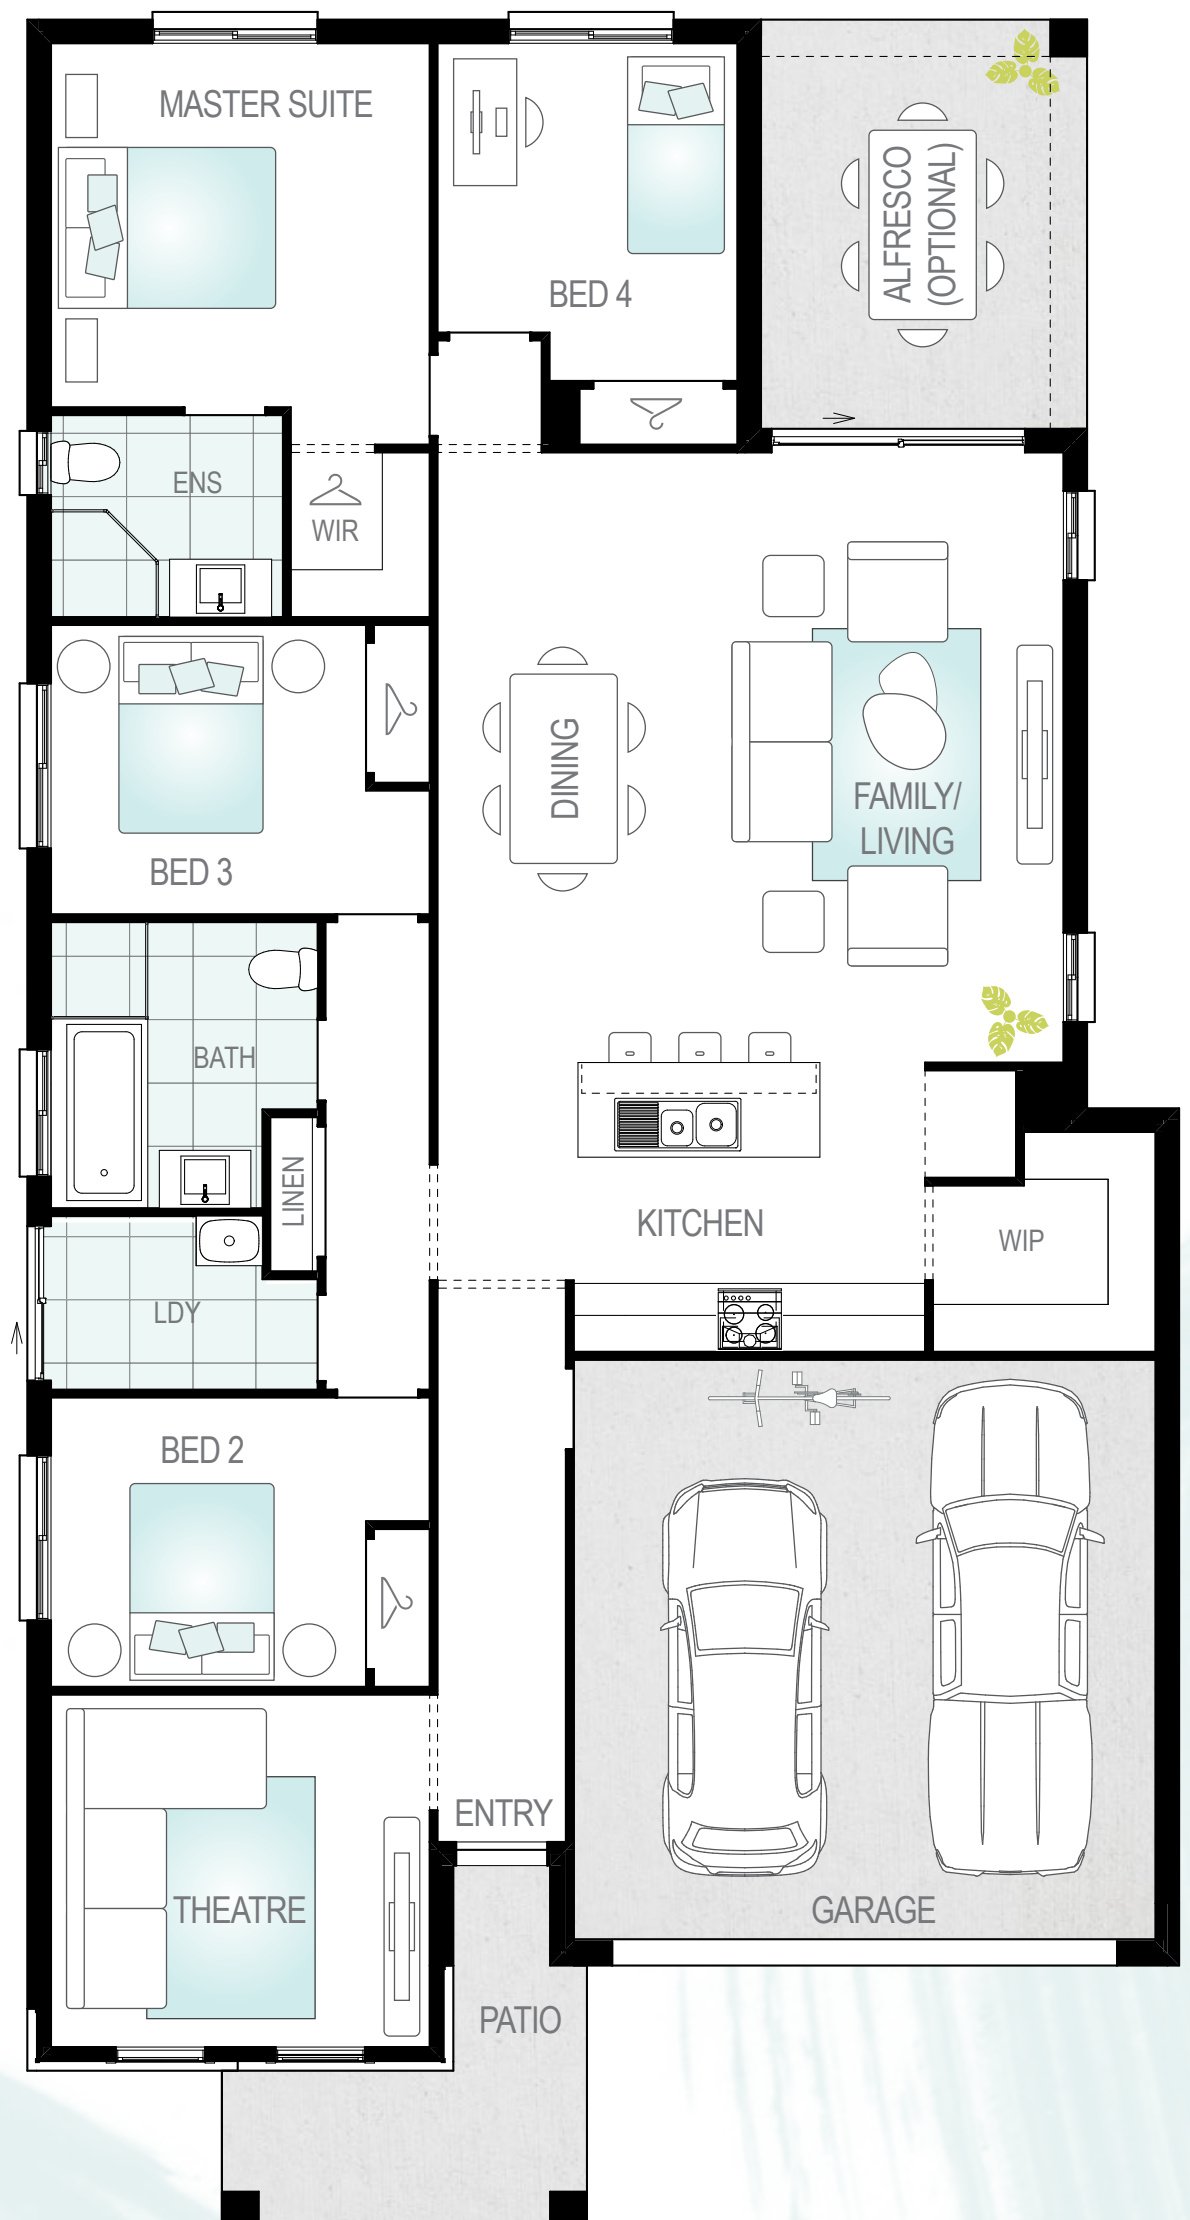 MASTER SUITE
BED 4
ALFRESCO
(OPTIONAL)
ENS
WIR
DINING
FAMILY/
LIVING
BED 3
BATH
LINEN
KITCHEN
WIP
LDY
BED 2
ENTRY
THEATRE
GARAGE
PATIO